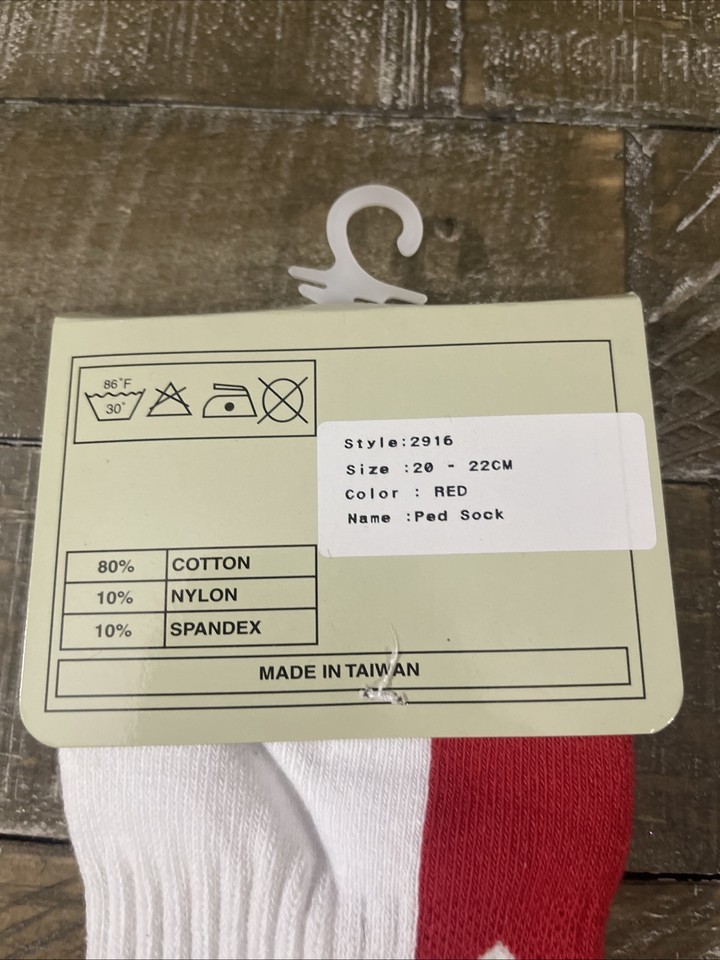 86°F
30°
Style:2916
Size :20 - 22CM
Color : RED
Name :Ped Sock
80% COTTON
10% NYLON
10% SPANDEX
MADE IN TAIWAN